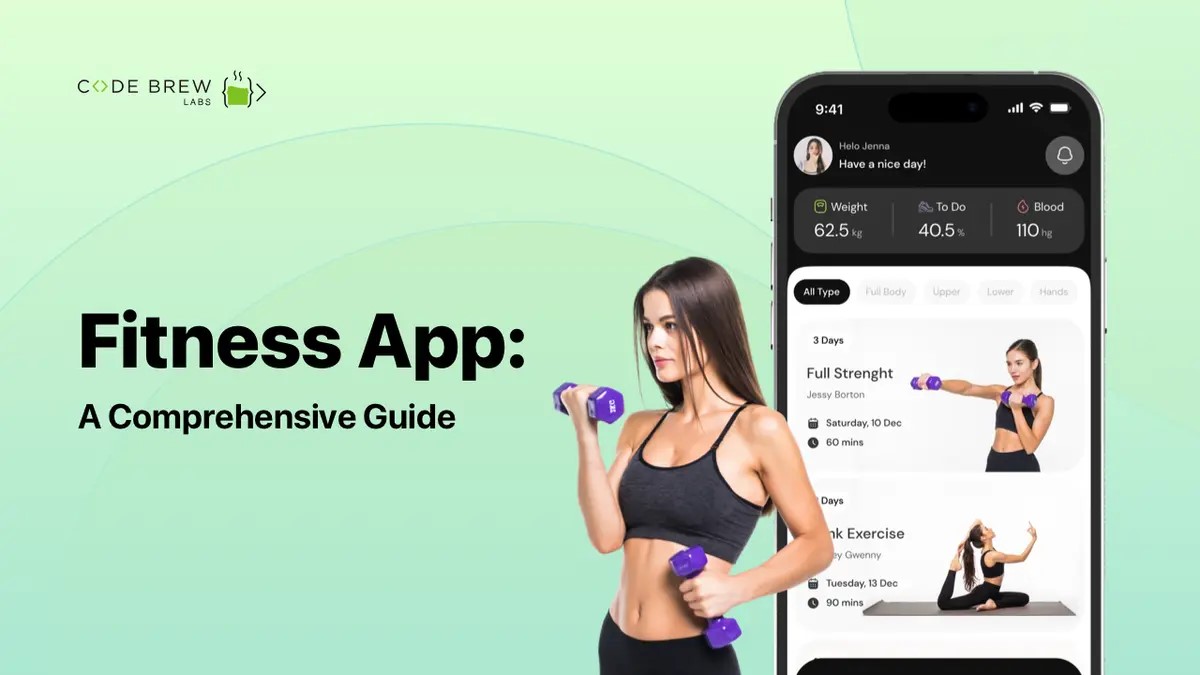 CODE BREW
LABS
Fitness App:
A Comprehensive Guide
9:41
Helo Jenna
Have a nice day!
Weight
62.5 kg
To Do
40.5 %
Blood
110 hg
All Type
Full Body
Upper
Lower
Hands
3 Days
Full Strenght
Jessy Borton
Saturday, 10 Dec
60 mins
Days
Exercise
Gwenny
Tuesday, 13 Dec
90 mins